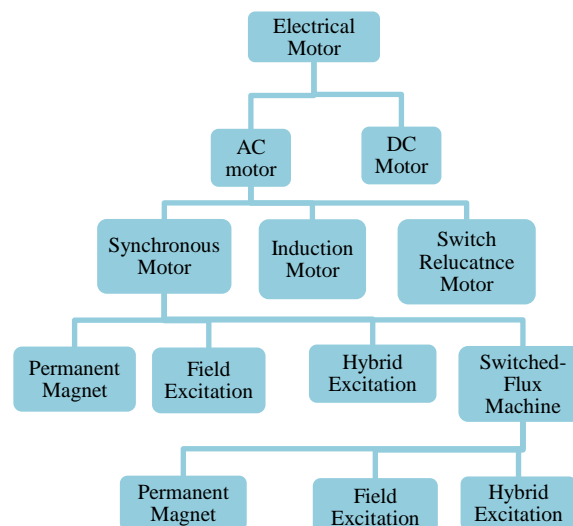 Electrical
Motor
AC
motor
DC
Motor
Synchronous
Motor
Induction
Motor
Switch
Relucatnce
Motor
Permanent
Magnet
Field
Excitation
Hybrid
Excitation
Switched-
Flux
Machine
Permanent
Magnet
Field
Excitation
Hybrid
Excitation